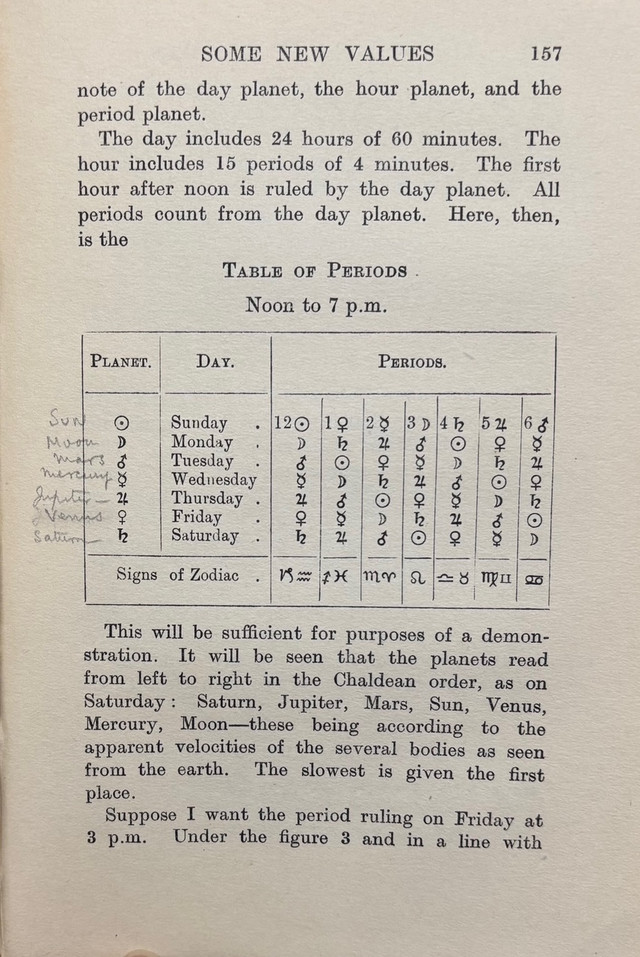 SOME NEW VALUES 157
note of the day planet, the hour planet, and the
period planet.
The day includes 24 hours of 60 minutes. The
hour includes 15 periods of 4 minutes. The first
hour after noon is ruled by the day planet. All
periods count from the day planet. Here, then,
is the
TABLE OF PERIODS.
Noon to 7 p.m.
PLANET. DAY. PERIODS.
Sun ☉ Sunday . 12☉ 1♀ 2☿ 3☽ 4♄ 5♃ 6♂
Moon ☽ Monday . ☽ ♄ ♃ ♂ ☉ ♀ ☿
Mars ♂ Tuesday . ♂ ☉ ♀ ☿ ☽ ♄ ♃
Mercury ☿ Wednesday ☿ ☽ ♄ ♃ ♂ ☉ ♀
Jupiter – ♃ Thursday . ♃ ♂ ☉ ♀ ☿ ☽ ♄
Venus ♀ Friday . ♀ ☿ ☽ ♄ ♃ ♂ ☉
Saturn ♄ Saturday . ♄ ♃ ♂ ☉ ♀ ☿ ☽
Signs of Zodiac . ♑♒ ♐♓ ♏♈ ♌ ♎♉ ♍♊ ♋
This will be sufficient for purposes of a demon-
stration. It will be seen that the planets read
from left to right in the Chaldean order, as on
Saturday: Saturn, Jupiter, Mars, Sun, Venus,
Mercury, Moon—these being according to the
apparent velocities of the several bodies as seen
from the earth. The slowest is given the first
place.
Suppose I want the period ruling on Friday at
3 p.m. Under the figure 3 and in a line with